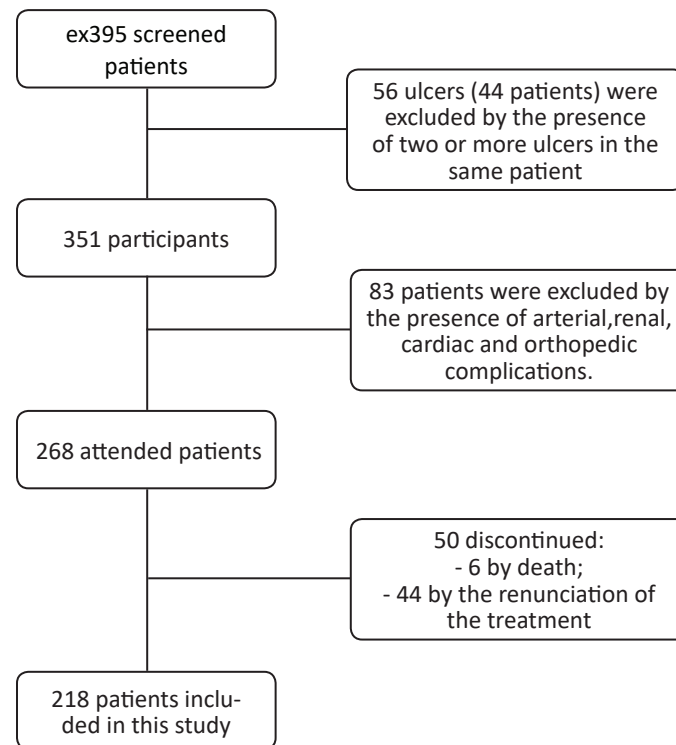 ex395 screened
patients
56 ulcers (44 patients) were
excluded by the presence
of two or more ulcers in the
same patient
351 participants
83 patients were excluded by
the presence of arterial,renal,
cardiac and orthopedic
complications.
268 attended patients
50 discontinued:
- 6 by death;
- 44 by the renunciation of
the treatment
218 patients inclu-
ded in this study